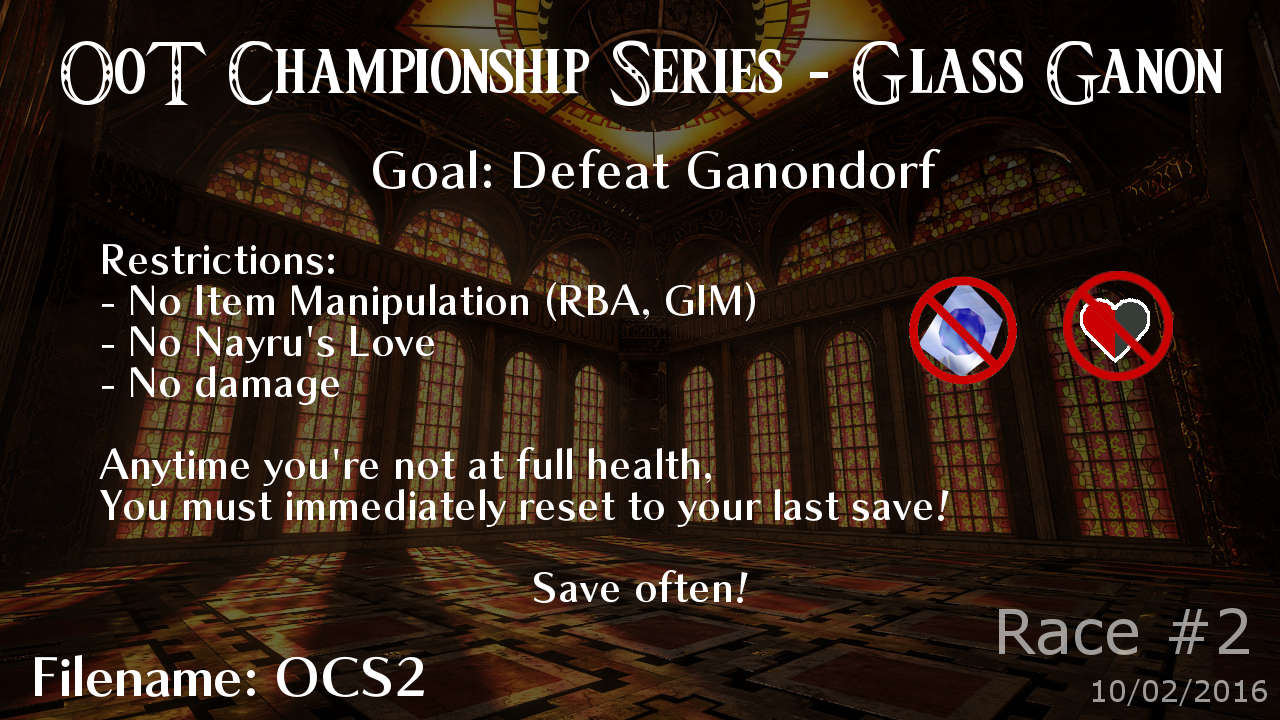 OoT Championship Series - Glass Ganon
Goal: Defeat Ganondorf
Restrictions:
- No Item Manipulation (RBA, GIM)
- No Nayru's Love
- No damage
Anytime you're not at full health,
You must immediately reset to your last save!
Save often!
Race #2
Filename: OCS2
10/02/2016